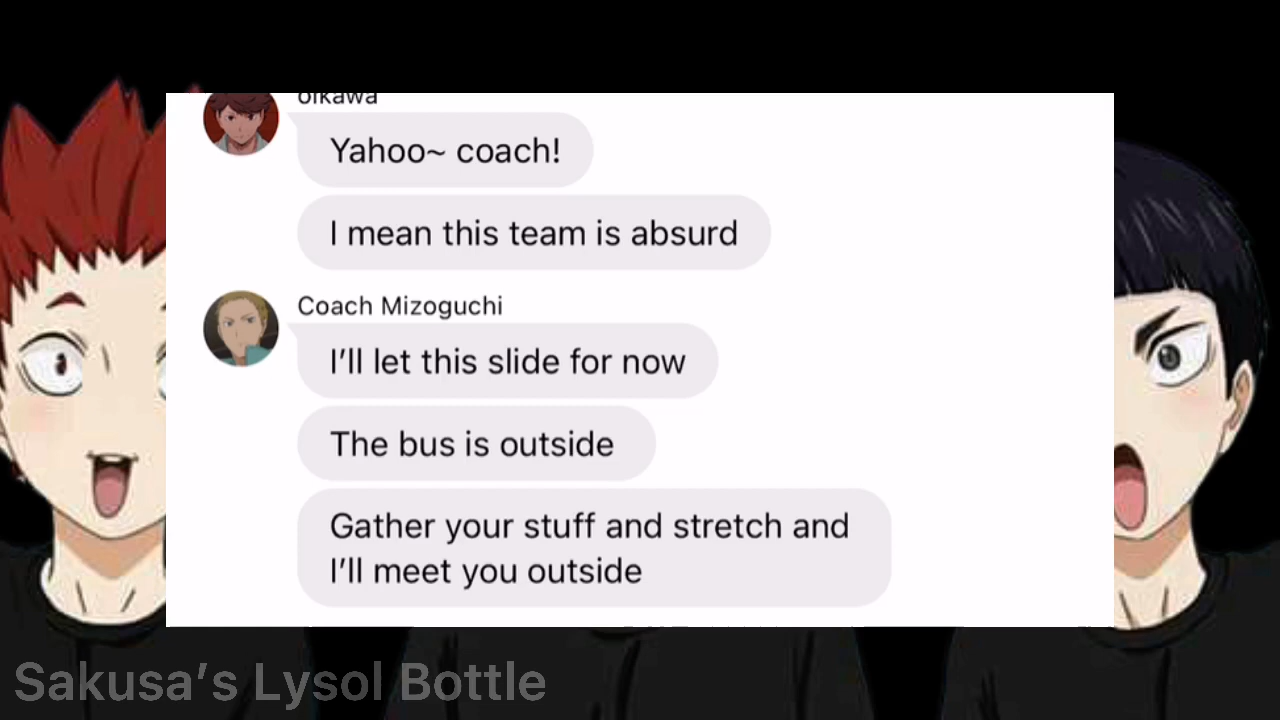 oikawa
Yahoo~ coach!
I mean this team is absurd
Coach Mizoguchi
I'll let this slide for now
The bus is outside
Gather your stuff and stretch and
I'll meet you outside
Sakusa's Lysol Bottle